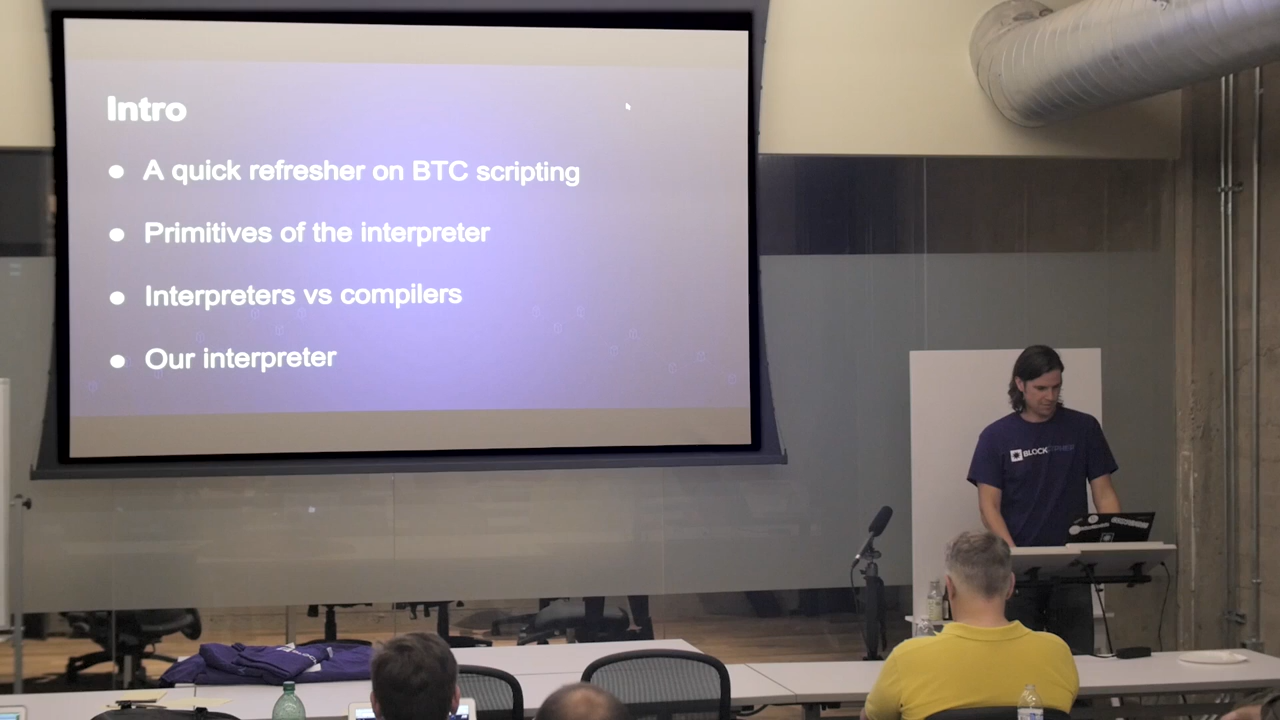 Intro
● A quick refresher on BTC scripting
● Primitives of the interpreter
● Interpreters vs compilers
● Our interpreter
BLOCK